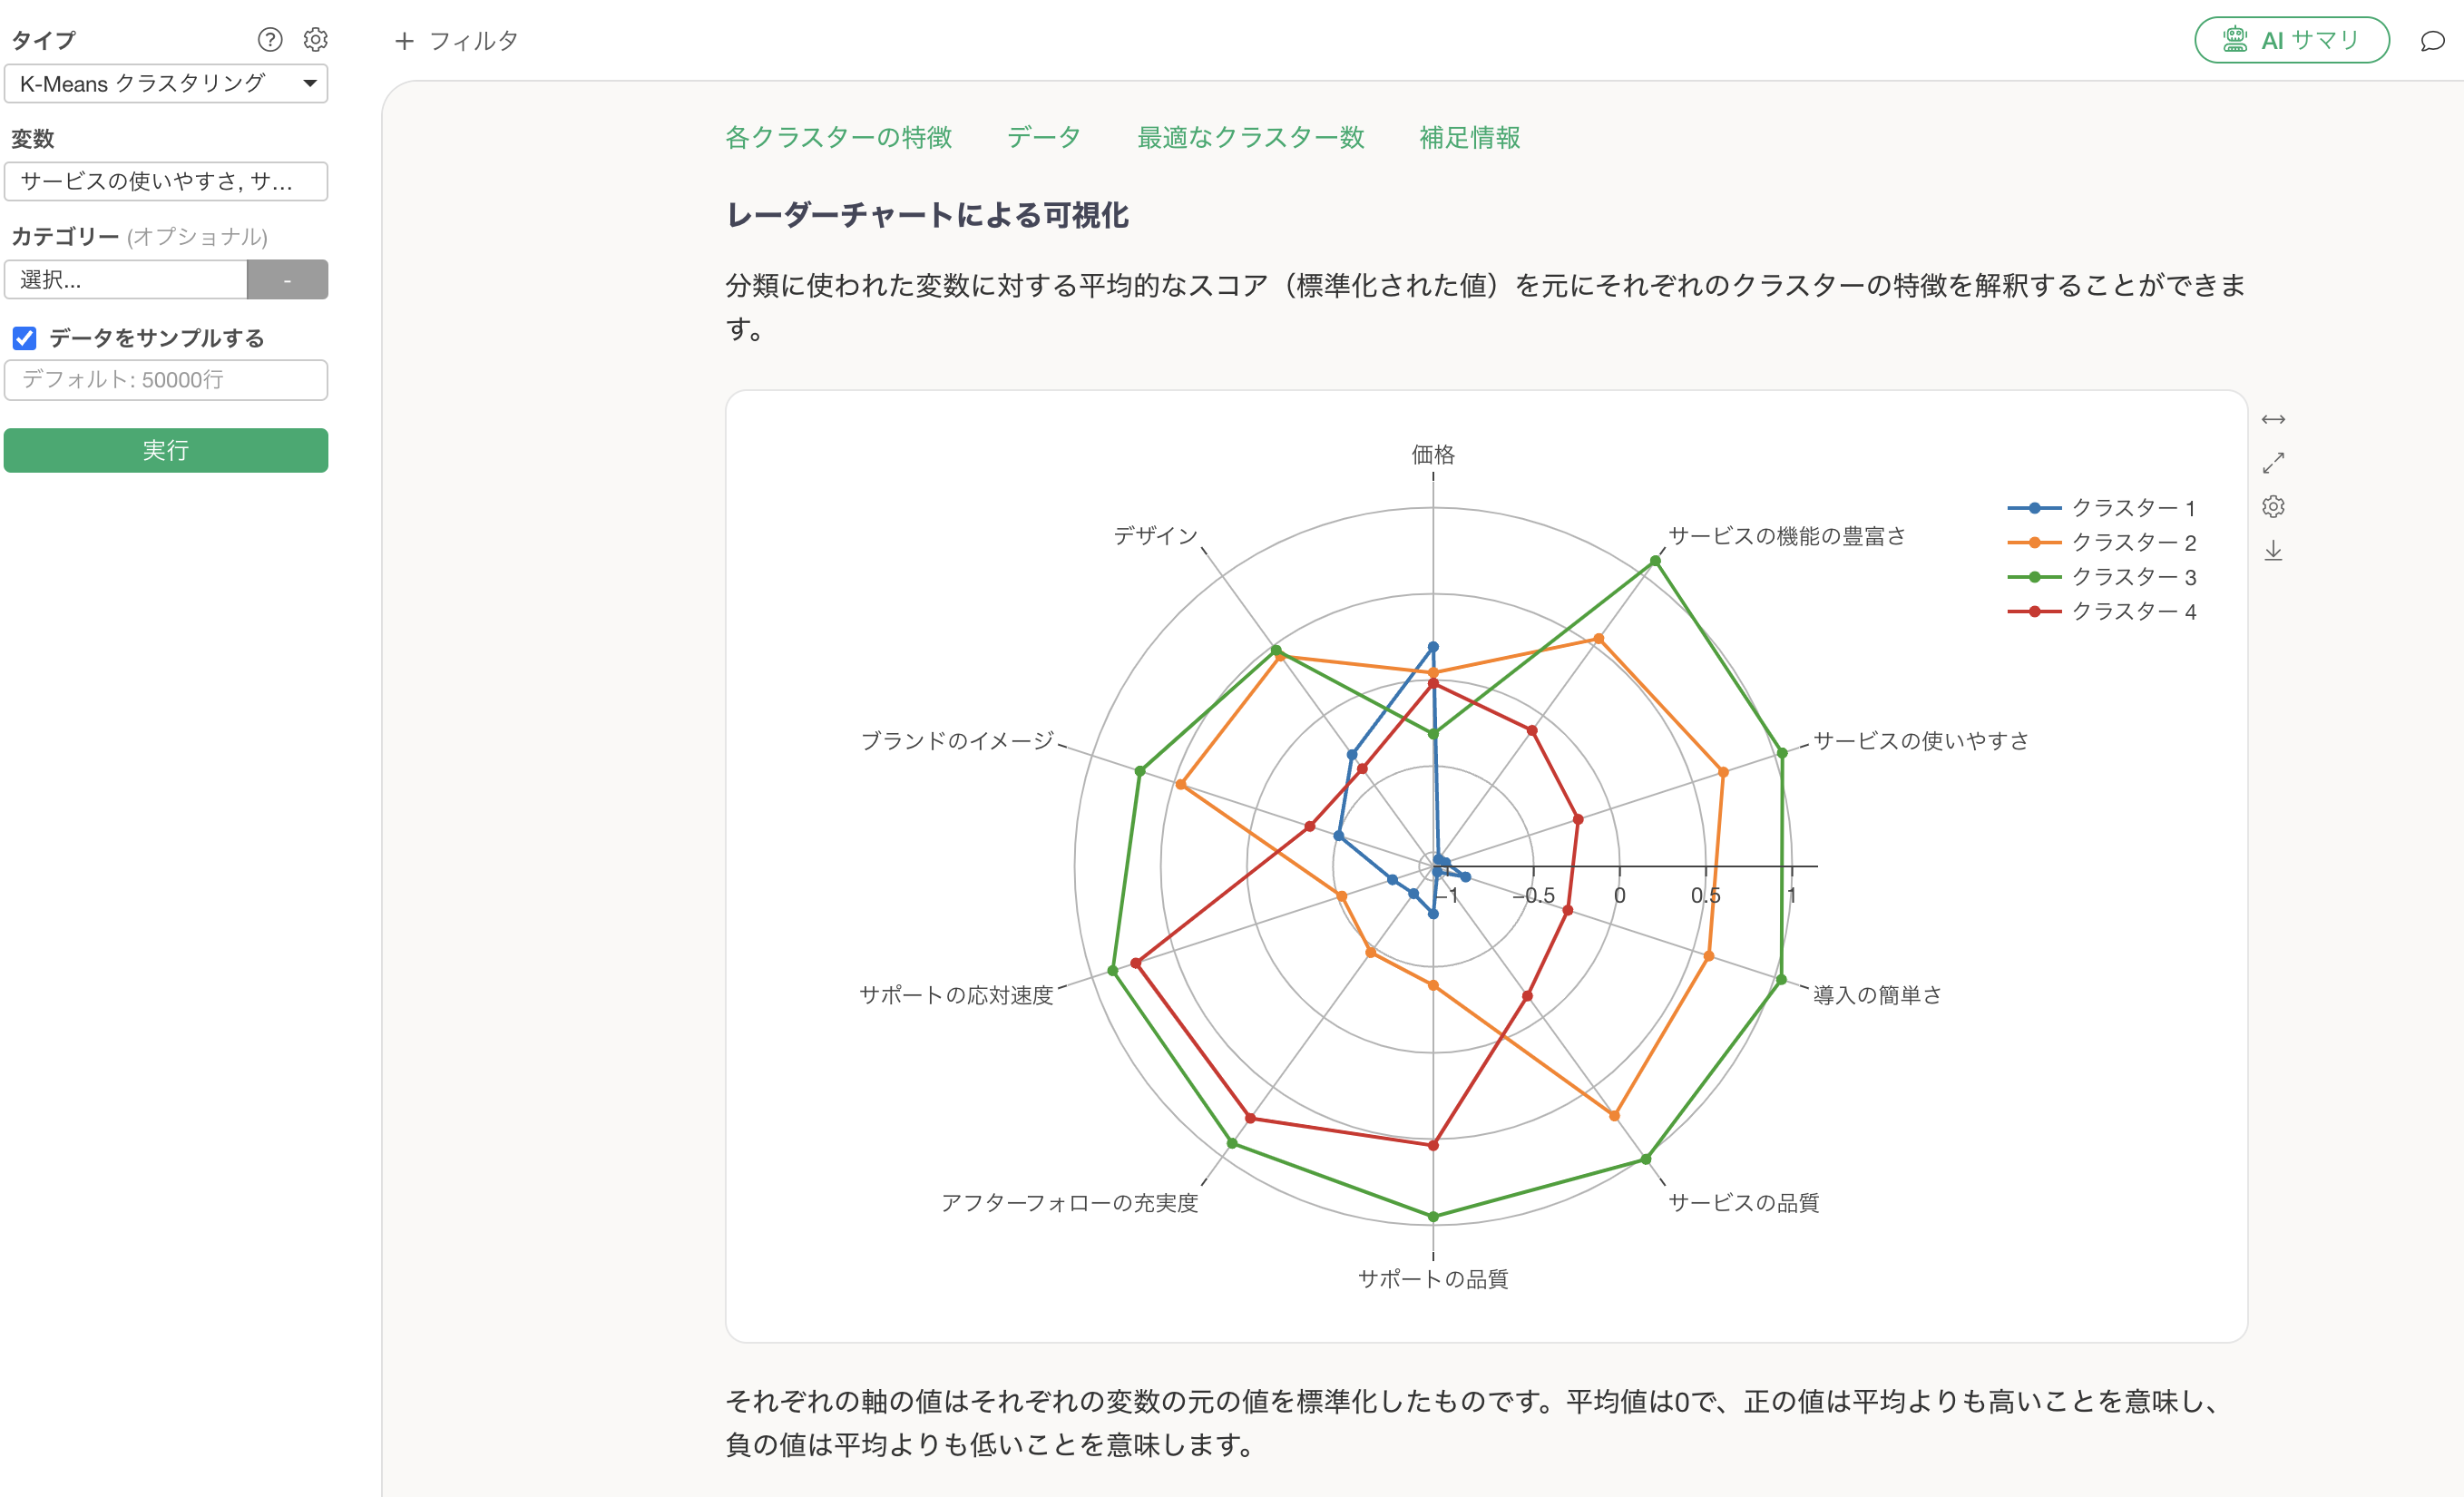 タイプ
K-Means クラスタリング
変数
サービスの使いやすさ, サ...
カテゴリー (オプショナル)
選択...
-
データをサンプルする
デフォルト: 50000行
実行
フィルタ
AI サマリ
各クラスターの特徴 データ 最適なクラスター数 補足情報
レーダーチャートによる可視化
分類に使われた変数に対する平均的なスコア（標準化された値）を元にそれぞれのクラスターの特徴を解釈することができま
す。
価格
デザイン
サービスの機能の豊富さ
ブランドのイメージ
サービスの使いやすさ
サポートの応対速度
導入の簡単さ
アフターフォローの充実度
サービスの品質
サポートの品質
−1 −0.5 0 0.5 1
クラスター 1
クラスター 2
クラスター 3
クラスター 4
それぞれの軸の値はそれぞれの変数の元の値を標準化したものです。平均値は0で、正の値は平均よりも高いことを意味し、
負の値は平均よりも低いことを意味します。